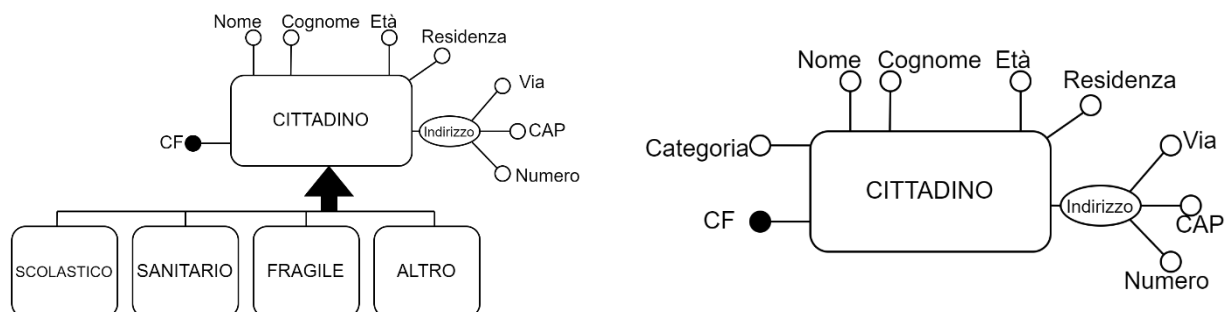 Nome Cognome Età
Residenza
Via
CITTADINO
Indirizzo
CAP
CF
Numero
SCOLASTICO SANITARIO FRAGILE ALTRO
Nome Cognome Età
Residenza
Categoria
Via
CITTADINO
Indirizzo
CF
CAP
Numero